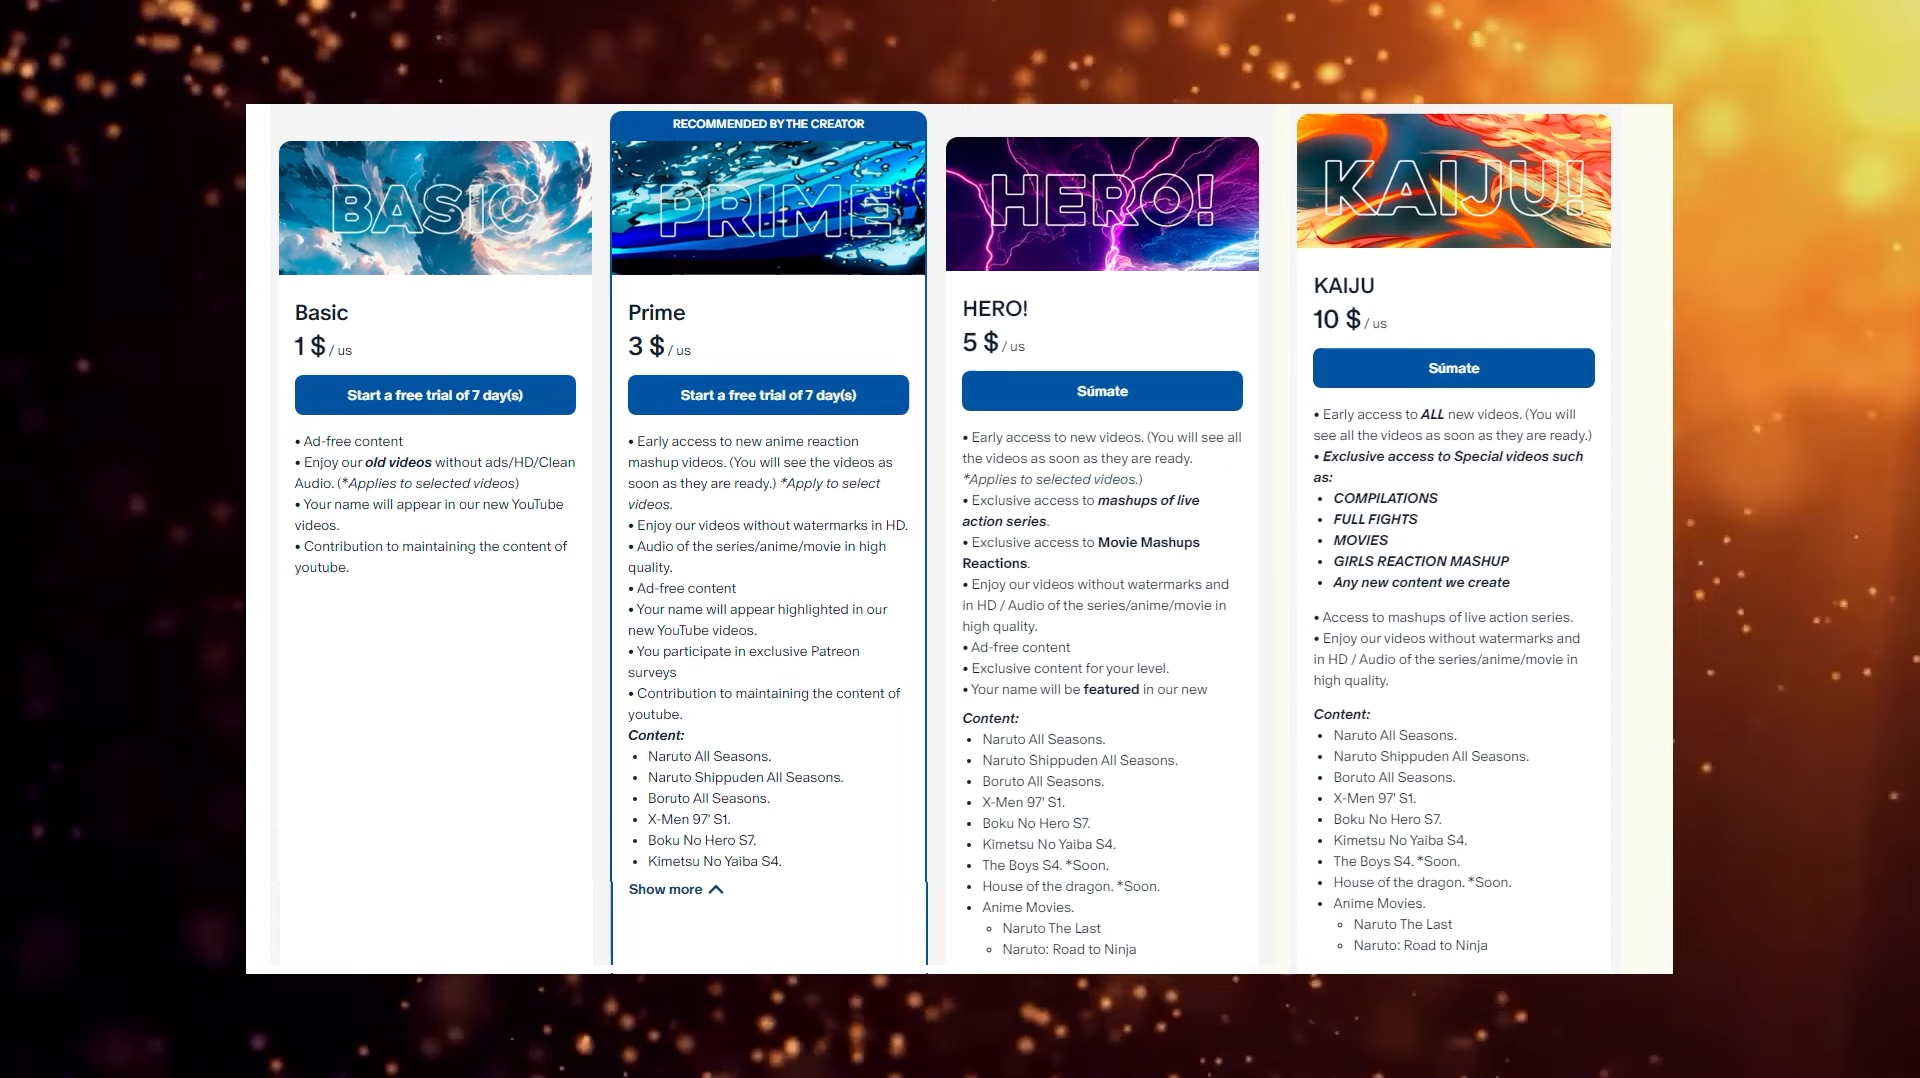 BASIC
Basic
1 $ / us
Start a free trial of 7 day(s)
• Ad-free content
• Enjoy our old videos without ads/HD/Clean
Audio. (*Applies to selected videos)
• Your name will appear in our new YouTube
videos.
• Contribution to maintaining the content of
youtube.
RECOMMENDED BY THE CREATOR
PRIME
Prime
3 $ / us
Start a free trial of 7 day(s)
• Early access to new anime reaction
mashup videos. (You will see the videos as
soon as they are ready.) *Apply to select
videos.
• Enjoy our videos without watermarks in HD.
• Audio of the series/anime/movie in high
quality.
• Ad-free content
• Your name will appear highlighted in our
new YouTube videos.
• You participate in exclusive Patreon
surveys
• Contribution to maintaining the content of
youtube.
Content:
• Naruto All Seasons.
• Naruto Shippuden All Seasons.
• Boruto All Seasons.
• X-Men 97' S1.
• Boku No Hero S7.
• Kimetsu No Yaiba S4.
Show more
HERO!
HERO!
5 $ / us
Súmate
• Early access to new videos. (You will see all
the videos as soon as they are ready.
*Applies to selected videos.)
• Exclusive access to mashups of live
action series.
• Exclusive access to Movie Mashups
Reactions.
• Enjoy our videos without watermarks and
in HD / Audio of the series/anime/movie in
high quality.
• Ad-free content
• Exclusive content for your level.
• Your name will be featured in our new
Content:
• Naruto All Seasons.
• Naruto Shippuden All Seasons.
• Boruto All Seasons.
• X-Men 97' S1.
• Boku No Hero S7.
• Kimetsu No Yaiba S4.
• The Boys S4. *Soon.
• House of the dragon. *Soon.
• Anime Movies.
◦ Naruto The Last
◦ Naruto: Road to Ninja
KAIJU!
KAIJU
10 $ / us
Súmate
• Early access to ALL new videos. (You will
see all the videos as soon as they are ready.)
• Exclusive access to Special videos such
as:
• COMPILATIONS
• FULL FIGHTS
• MOVIES
• GIRLS REACTION MASHUP
• Any new content we create
• Access to mashups of live action series.
• Enjoy our videos without watermarks and
in HD / Audio of the series/anime/movie in
high quality.
Content:
• Naruto All Seasons.
• Naruto Shippuden All Seasons.
• Boruto All Seasons.
• X-Men 97' S1.
• Boku No Hero S7.
• Kimetsu No Yaiba S4.
• The Boys S4. *Soon.
• House of the dragon. *Soon.
• Anime Movies.
◦ Naruto The Last
◦ Naruto: Road to Ninja